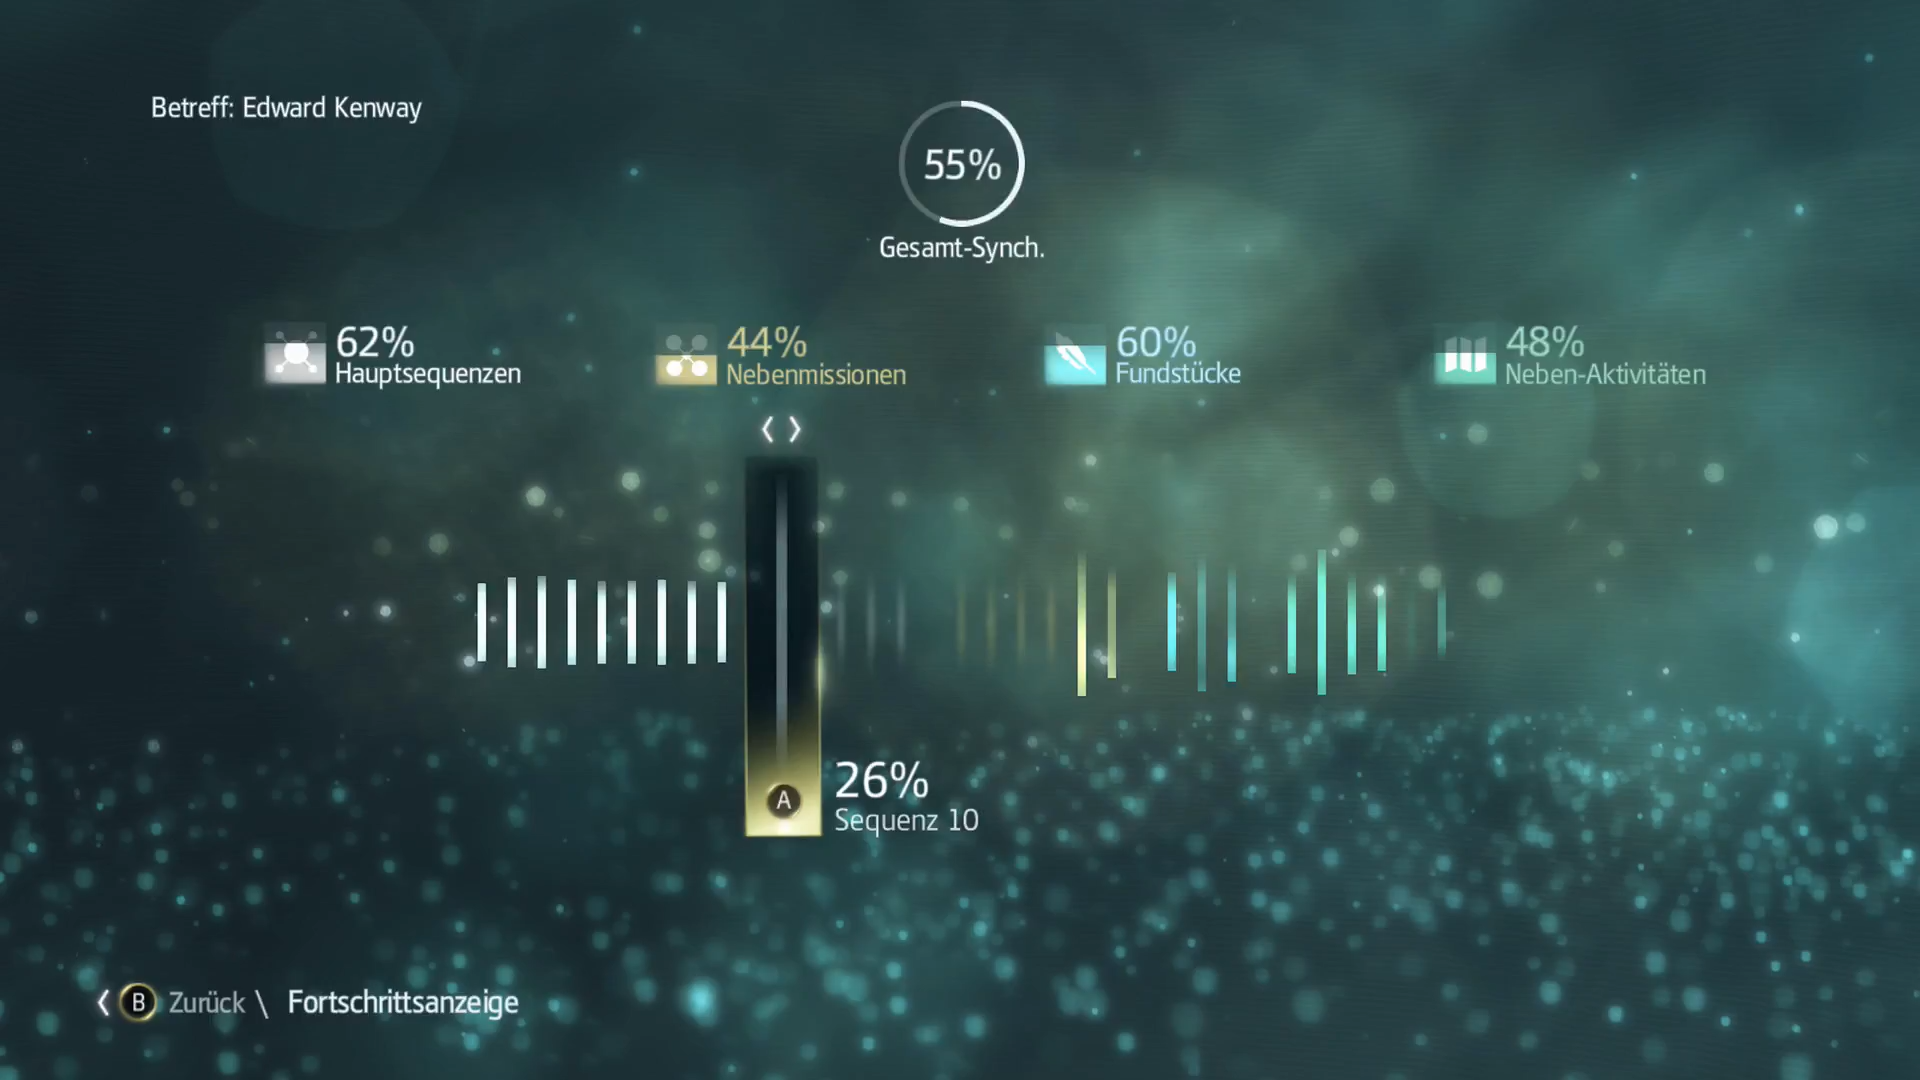 Betreff: Edward Kenway
55%
Gesamt-Synch.
62%
Hauptsequenzen
44%
Nebenmissionen
60%
Fundstücke
48%
Neben-Aktivitäten
A
26%
Sequenz 10
B Zurück \ Fortschrittsanzeige